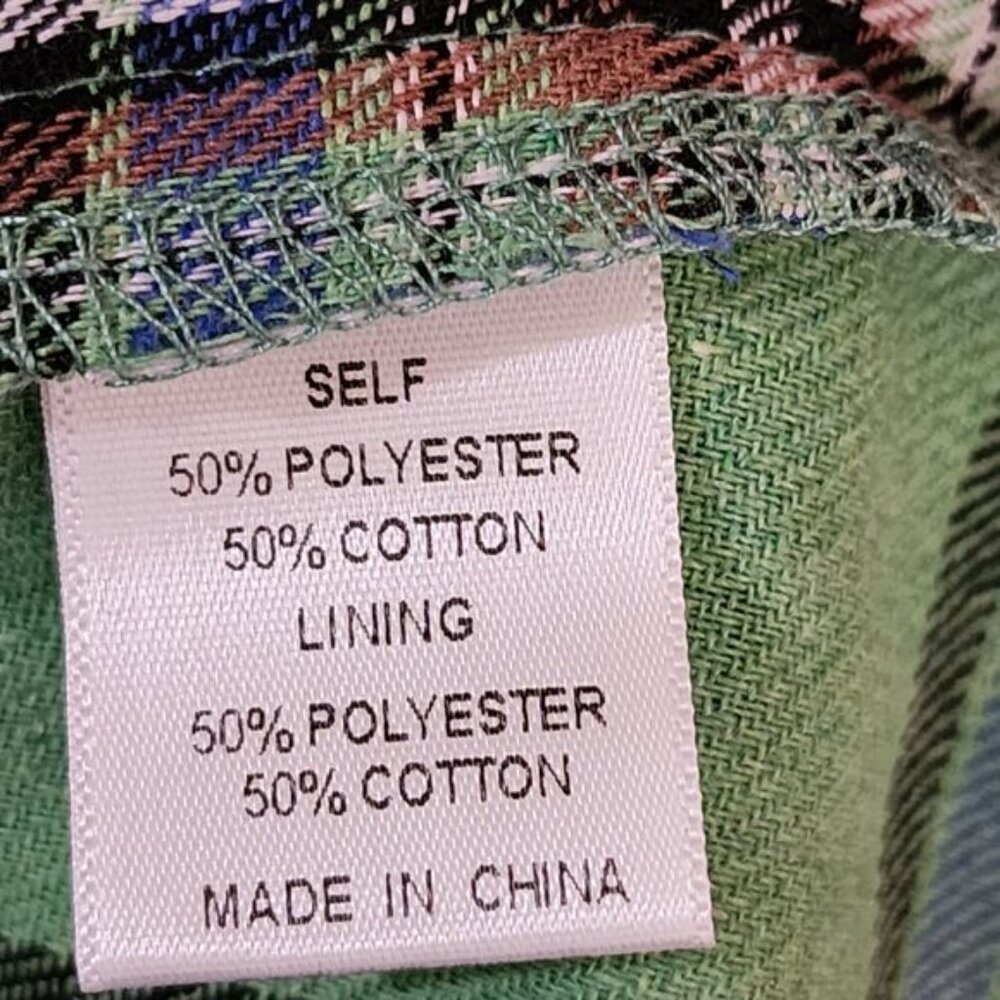 SELF
50% POLYESTER
50% COTTON
LINING
50% POLYESTER
50% COTTON
MADE IN CHINA